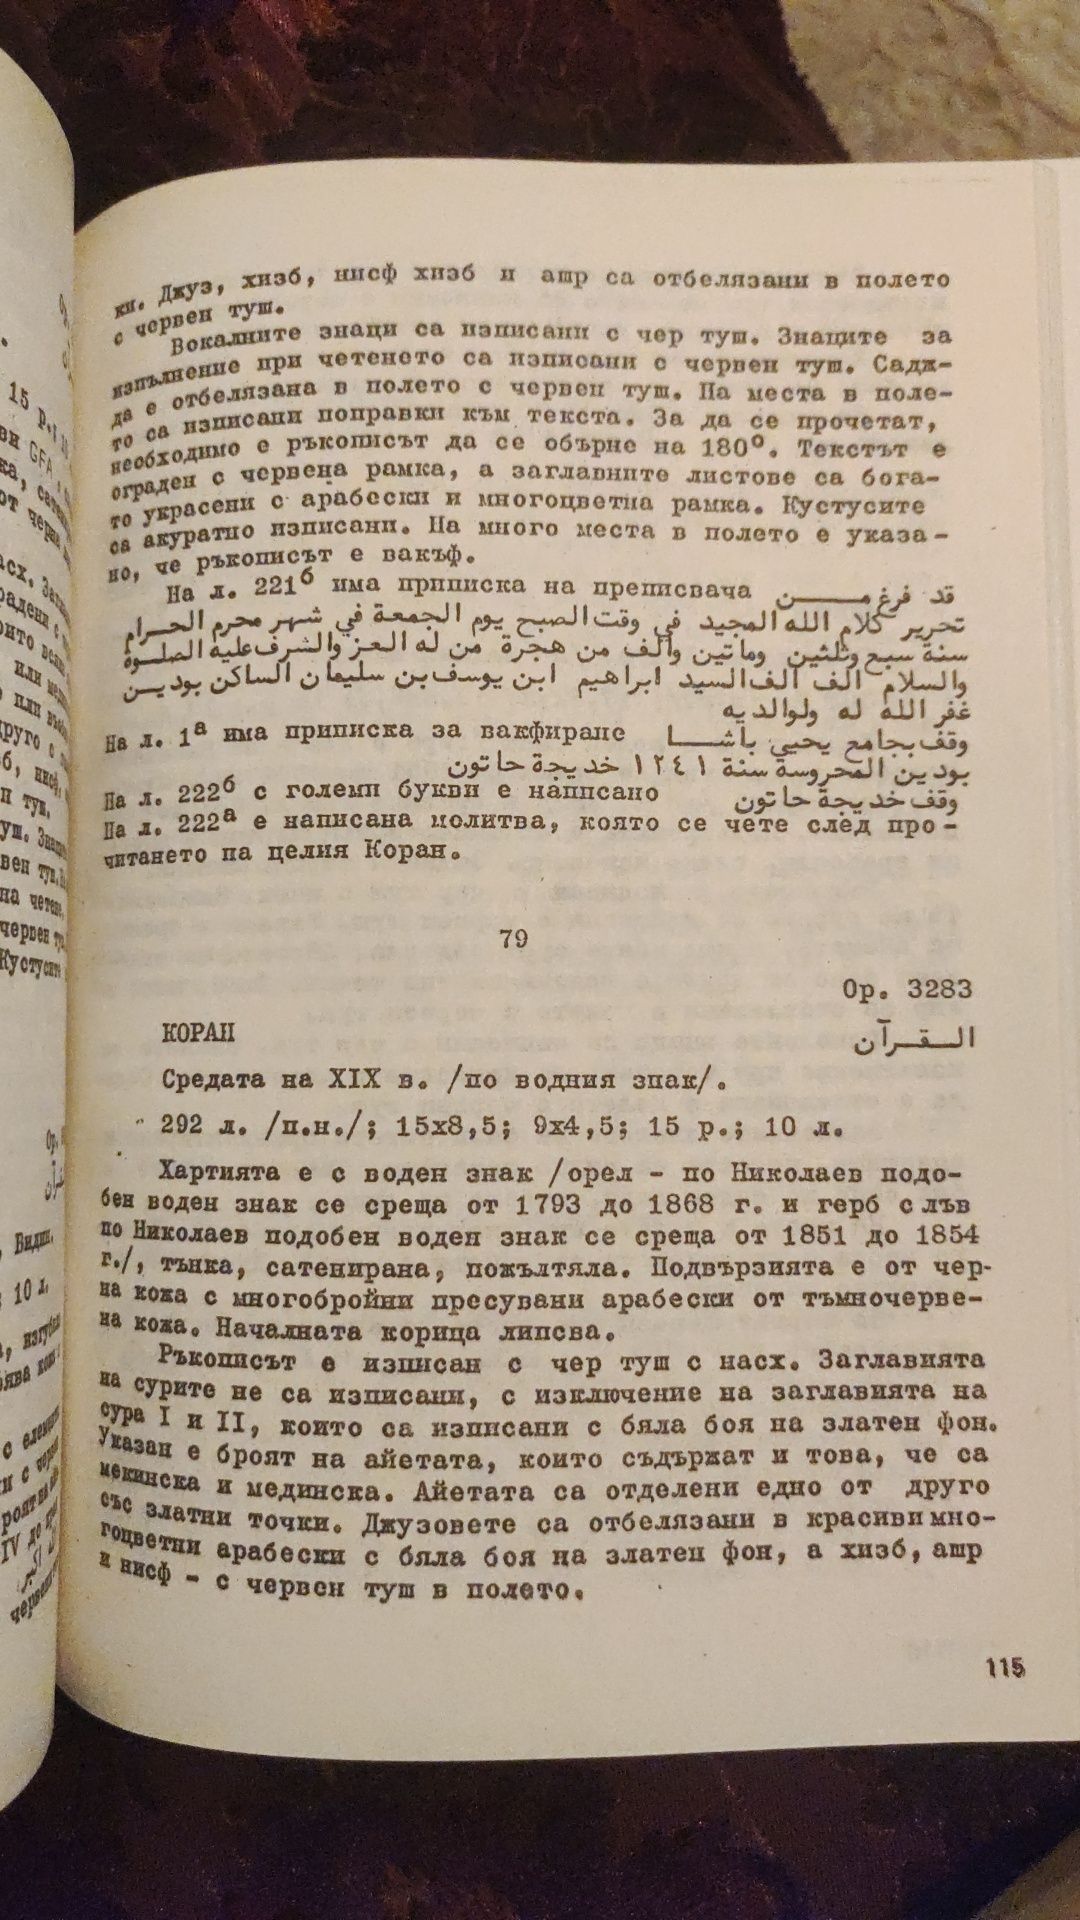 ки. Джуз, хизб, нисф хизб и ашр са отбелязани в полето
с червен туш.
Вокалните знаци са изписани с чер туш. Знаците за
изпълнение при четенето са изписани с червен туш. Садж-
да е отбелязана в полето с червен туш. На места в поле-
то са изписани поправки към текста. За да се прочетат,
необходимо е ръкописът да се обърне на 180°. Текстът е
ограден с червена рамка, а заглавните листове са бога-
то украсени с арабески и многоцветна рамка. Кустусите
са акуратно изписани. На много места в полето е указа-
но, че ръкописът е вакъф.
На л. 221б има приписка на преписвача قد فرغ من
تحرير كلام الله المجيد في وقت الصبح يوم الجمعة في شهر محرم الحرام
سنة سبع وثلثين وماتين والف من هجرة من له العز والشرف عليه الصلوة
والسلام الف الف السيد ابراهيم ابن يوسف بن سليمان الساكن بودين
غفر الله له ولوالديه
На л. 1а има приписка за вакфиране وقف بجامع يحيي باشا
بودين المحروسة سنة ١٢٤١ خديجة حاتون
На л. 222б с големи букви е написано وقف خديجة حاتون
На л. 222а е написана молитва, която се чете след про-
читането на целия Коран.
79
Ор. 3283
КОРАН القرآن
Средата на XIX в. /по водния знак/.
292 л. /п.н./; 15х8,5; 9х4,5; 15 р.; 10 л.
Хартията е с воден знак /орел - по Николаев подо-
бен воден знак се среща от 1793 до 1868 г. и герб с лъв
по Николаев подобен воден знак се среща от 1851 до 1854
г./, тънка, сатенирана, пожълтяла. Подвързията е от чер-
на кожа с многобройни пресувани арабески от тъмночерве-
на кожа. Началната корица липсва.
Ръкописът е изписан с чер туш с насх. Заглавията
на сурите не са изписани, с изключение на заглавията на
сура I и II, които са изписани с бяла боя на златен фон.
Указан е броят на айетата, които съдържат и това, че са
мекинска и мединска. Айетата са отделени едно от друго
със златни точки. Джузовете са отбелязани в красиви мно-
гоцветни арабески с бяла боя на златен фон, а хизб, ашр
и нисф - с червен туш в полето.
115